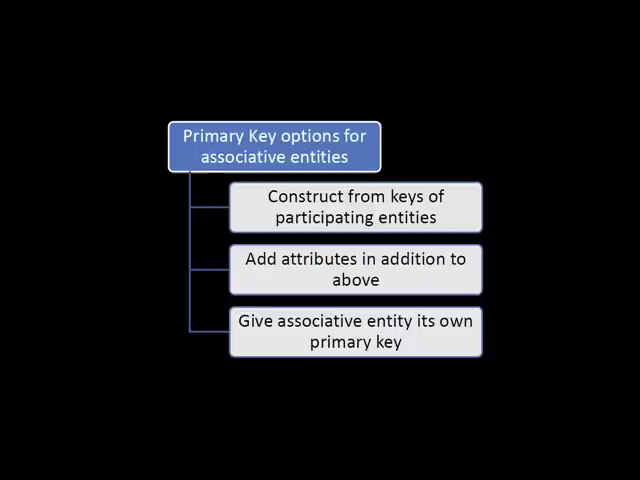 Primary Key options for
associative entities
Construct from keys of
participating entities
Add attributes in addition to
above
Give associative entity its own
primary key